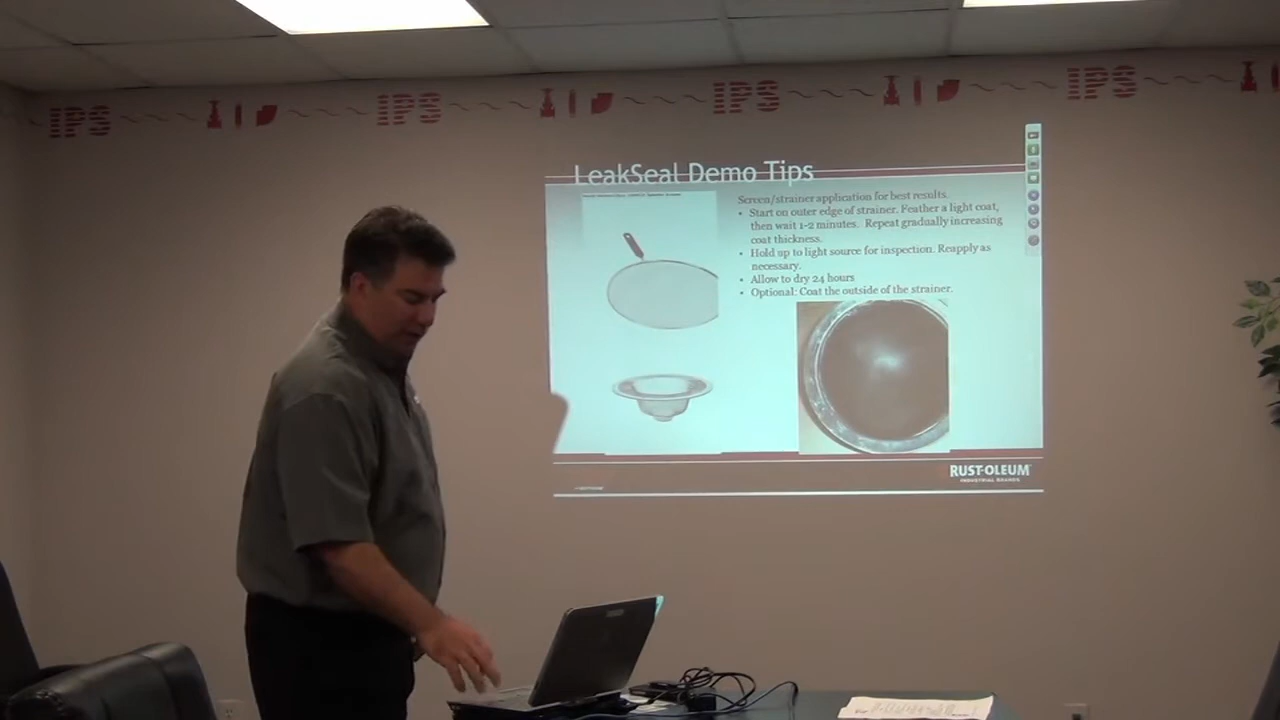 IPS IPS IPS IPS
LeakSeal Demo Tips
Screen/strainer application for best results.
• Start on outer edge of strainer. Feather a light coat,
then wait 1-2 minutes. Repeat gradually increasing
coat thickness.
• Hold up to light source for inspection. Reapply as
necessary.
• Allow to dry 24 hours
• Optional: Coat the outside of the strainer.
RUST-OLEUM
INDUSTRIAL BRANDS